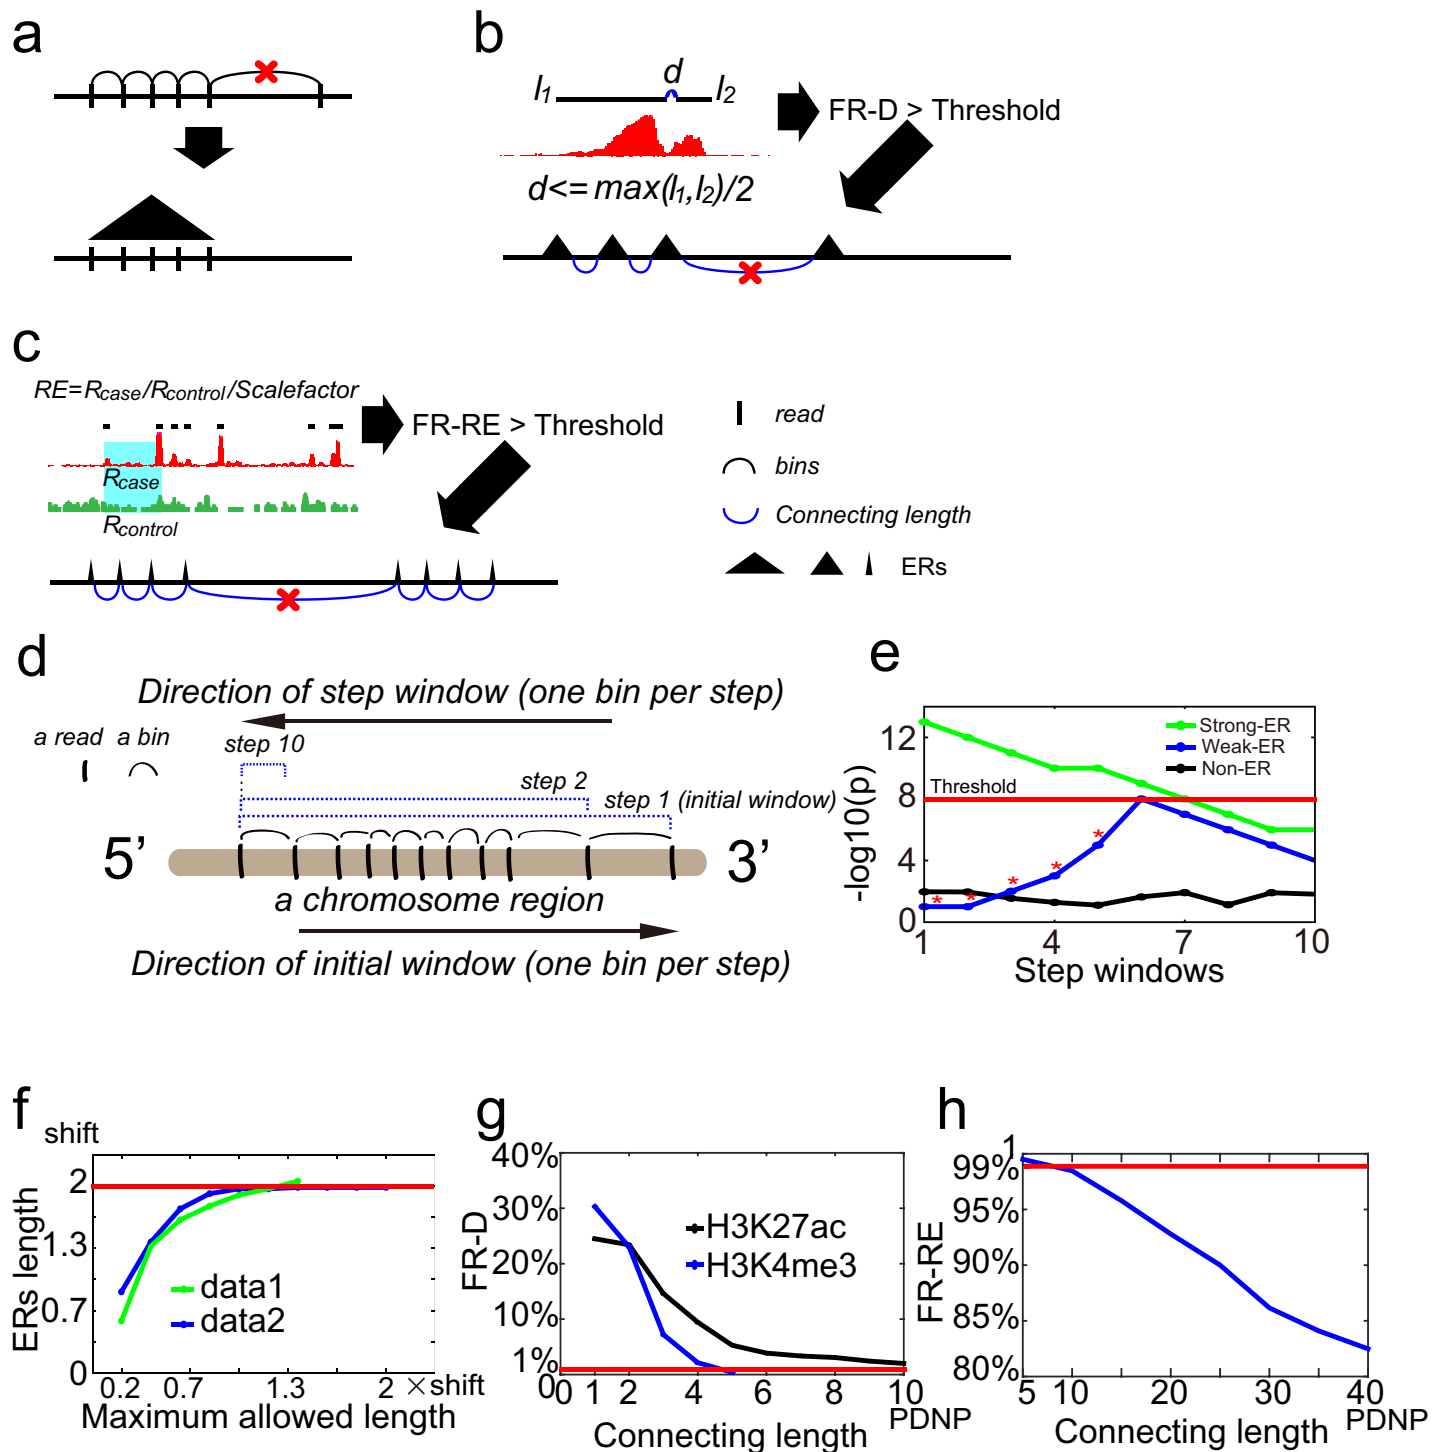 a
b
l1 d l2
FR-D > Threshold
d<=max(l1,l2)/2
c
RE=Rcase/Rcontrol/Scalefactor
FR-RE > Threshold
Rcase
Rcontrol
read
bins
Connecting length
ERs
d
Direction of step window (one bin per step)
a read a bin
step 10
step 2
step 1 (initial window)
5’ 3’
a chromosome region
Direction of initial window (one bin per step)
e
-log10(p)
12
8
4
0
Strong-ER
Weak-ER
Non-ER
Threshold
* * * * *
1 4 7 10
Step windows
f
shift
ERs length
2
1.3
0.7
0
data1
data2
0.2 0.7 1.3 2 ×shift
Maximum allowed length
g
FR-D
40%
30%
20%
10%
1%
0
H3K27ac
H3K4me3
0 1 2 4 6 8 10
Connecting length PDNP
h
FR-RE
1
99%
95%
90%
85%
80%
5 10 20 30 40
Connecting length PDNP